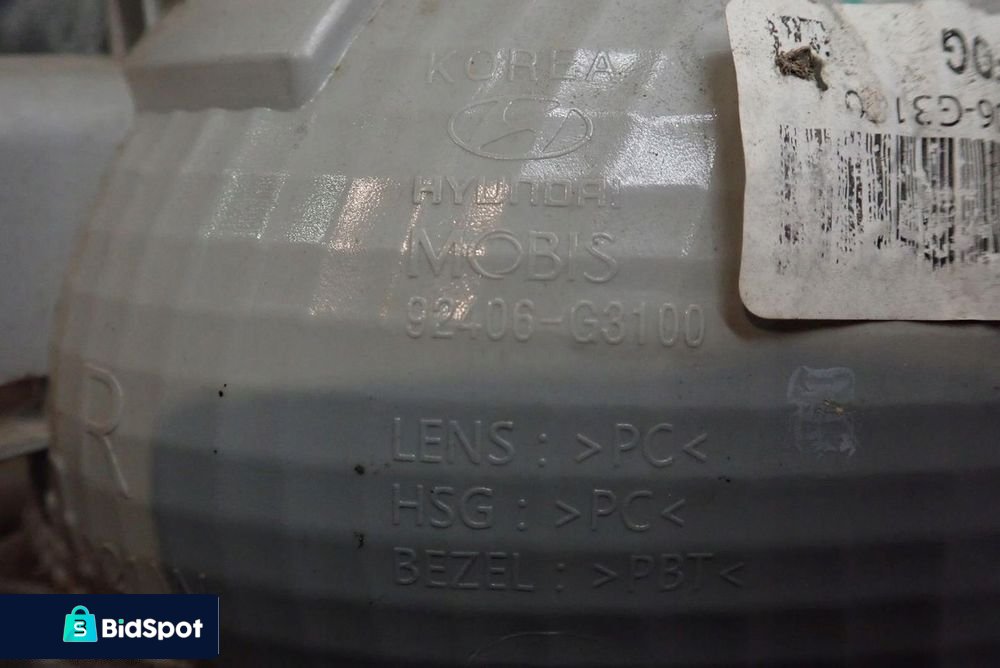 KOREA
HYUNDAI
MOBIS
92406-G3100
R
LENS : >PC<
HSG : >PC<
BEZEL : >PBT<
BidSpot